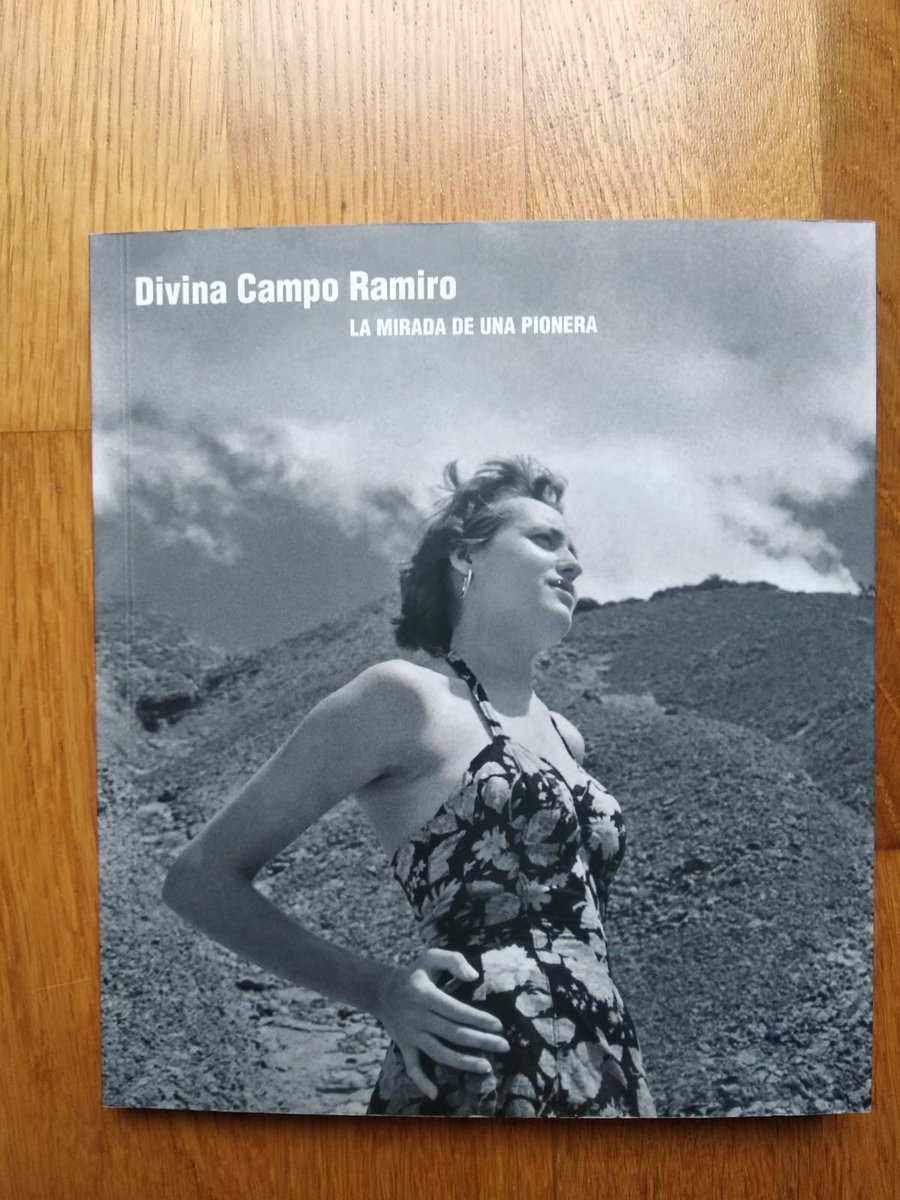 Divina Campo Ramiro
LA MIRADA DE UNA PIONERA